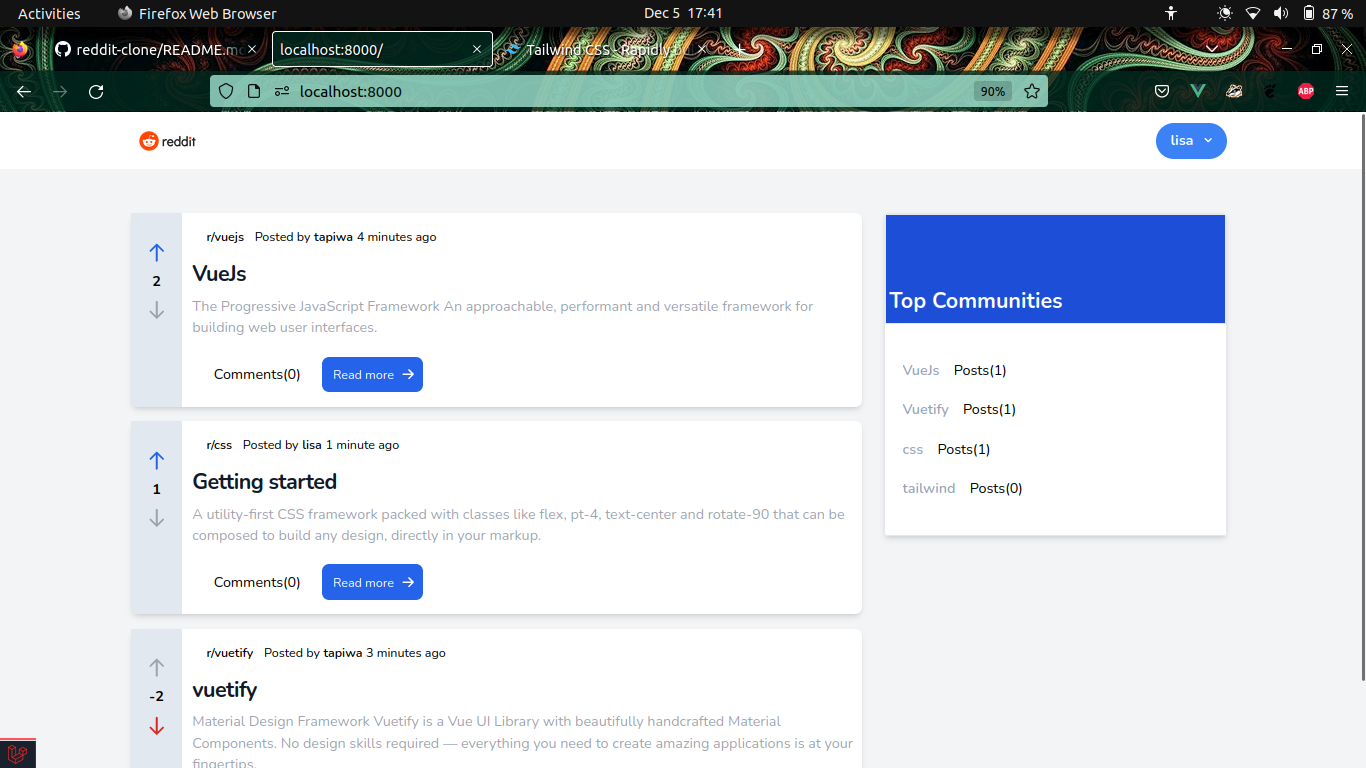 Activities Firefox Web Browser Dec 5 17:41 87 %
reddit-clone/README.m localhost:8000/ Tailwind CSS - Rapidly
localhost:8000 90% ABP
reddit lisa
r/vuejs Posted by tapiwa 4 minutes ago
2
VueJs
The Progressive JavaScript Framework An approachable, performant and versatile framework for
building web user interfaces.
Comments(0) Read more
r/css Posted by lisa 1 minute ago
1
Getting started
A utility-first CSS framework packed with classes like flex, pt-4, text-center and rotate-90 that can be
composed to build any design, directly in your markup.
Comments(0) Read more
r/vuetify Posted by tapiwa 3 minutes ago
-2
vuetify
Material Design Framework Vuetify is a Vue UI Library with beautifully handcrafted Material
Components. No design skills required — everything you need to create amazing applications is at your
fingertips.
Top Communities
VueJs Posts(1)
Vuetify Posts(1)
css Posts(1)
tailwind Posts(0)